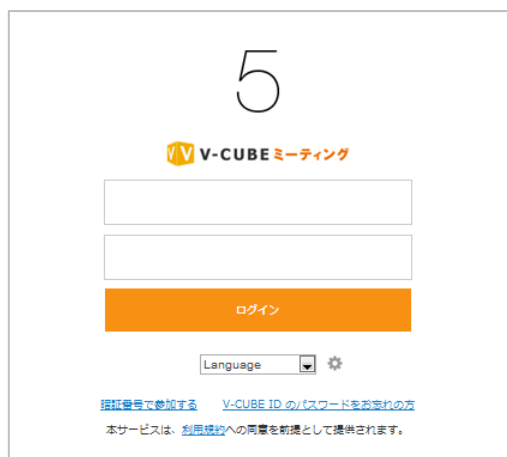 5
V-CUBE ミーティング
ログイン
Language
暗証番号で参加する V-CUBE ID のパスワードをお忘れの方
本サービスは、利用規約への同意を前提として提供されます。